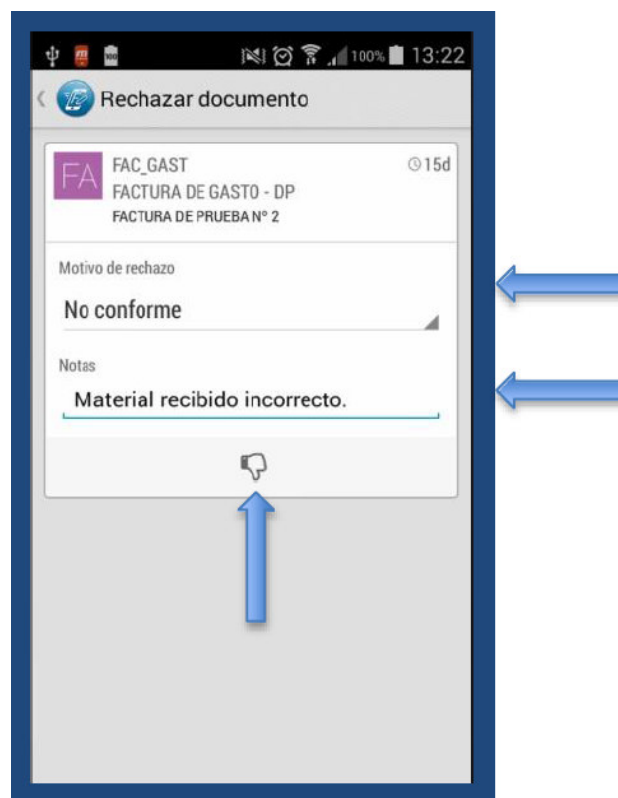 100% 13:22
Rechazar documento
FA
FAC_GAST
15d
FACTURA DE GASTO - DP
FACTURA DE PRUEBA Nº 2
Motivo de rechazo
No conforme
Notas
Material recibido incorrecto.